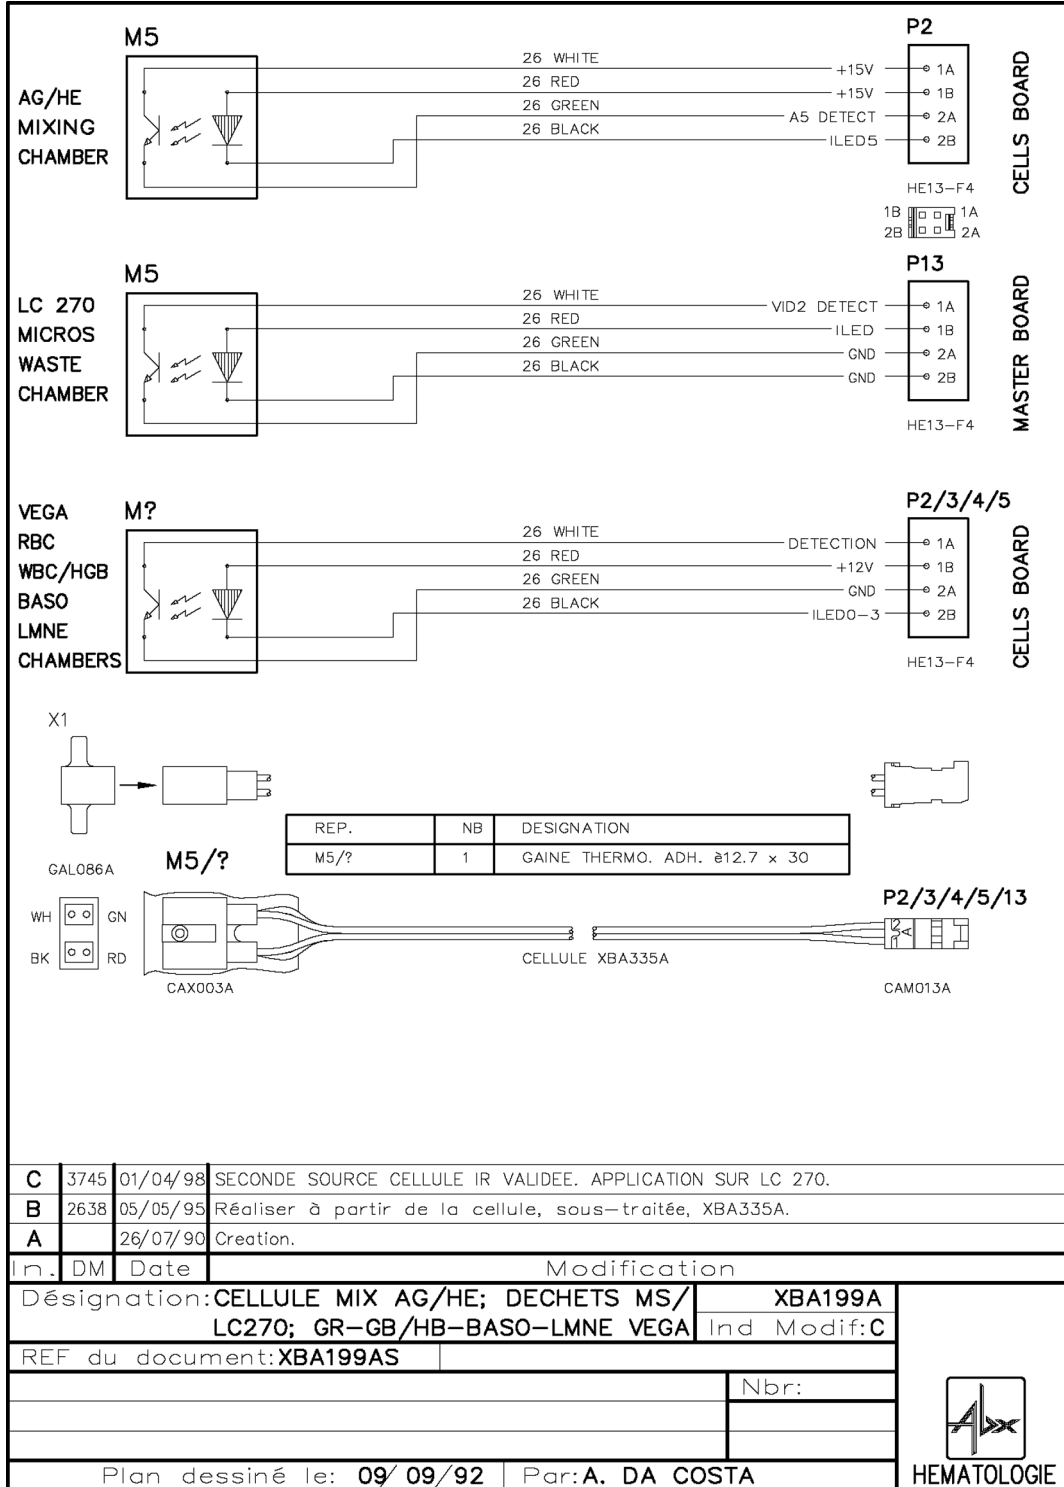 M5
P2
AG/HE
MIXING
CHAMBER
26 WHITE
26 RED
26 GREEN
26 BLACK
+15V
+15V
A5 DETECT
ILED5
1A
1B
2A
2B
CELLS BOARD
HE13-F4
1B 1A
2B 2A
M5
P13
LC 270
MICROS
WASTE
CHAMBER
26 WHITE
26 RED
26 GREEN
26 BLACK
VID2 DETECT
ILED
GND
GND
1A
1B
2A
2B
MASTER BOARD
HE13-F4
M?
P2/3/4/5
VEGA
RBC
WBC/HGB
BASO
LMNE
CHAMBERS
26 WHITE
26 RED
26 GREEN
26 BLACK
DETECTION
+12V
GND
ILED0-3
1A
1B
2A
2B
CELLS BOARD
HE13-F4
X1
REP. NB DESIGNATION
M5/? 1 GAINE THERMO. ADH. è12.7 x 30
GAL086A
M5/?
P2/3/4/5/13
WH GN
BK RD
2
1
A
CELLULE XBA335A
CAX003A
CAM013A
C 3745 01/04/98 SECONDE SOURCE CELLULE IR VALIDEE. APPLICATION SUR LC 270.
B 2638 05/05/95 Réaliser à partir de la cellule, sous-traitée, XBA335A.
A 26/07/90 Creation.
In. DM Date Modification
Désignation: CELLULE MIX AG/HE; DECHETS MS/ XBA199A
LC270; GR-GB/HB-BASO-LMNE VEGA Ind Modif: C
REF du document: XBA199AS
Nbr:
Abx
HEMATOLOGIE
Plan dessiné le: 09/09/92 Par: A. DA COSTA